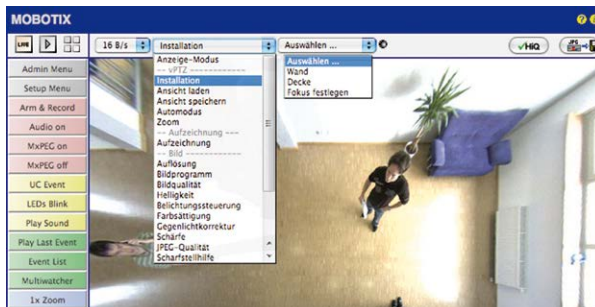 MOBOTIX
LIVE
16 B/s
Installation
Auswählen ...
HiQ
JPG
Admin Menu
Setup Menu
Arm & Record
Audio on
MxPEG on
MxPEG off
UC Event
LEDs Blink
Play Sound
Play Last Event
Event List
Multiwatcher
1x Zoom
Anzeige-Modus
-- vPTZ ------------
Installation
Ansicht laden
Ansicht speichern
Automodus
Zoom
-- Aufzeichnung ---
Aufzeichnung
-- Bild ------------
Auflösung
Bildprogramm
Bildqualität
Helligkeit
Belichtungssteuerung
Farbsättigung
Gegenlichtkorrektur
Schärfe
JPEG-Qualität
Scharfstellhilfe
Auswählen ...
Wand
Decke
Fokus festlegen